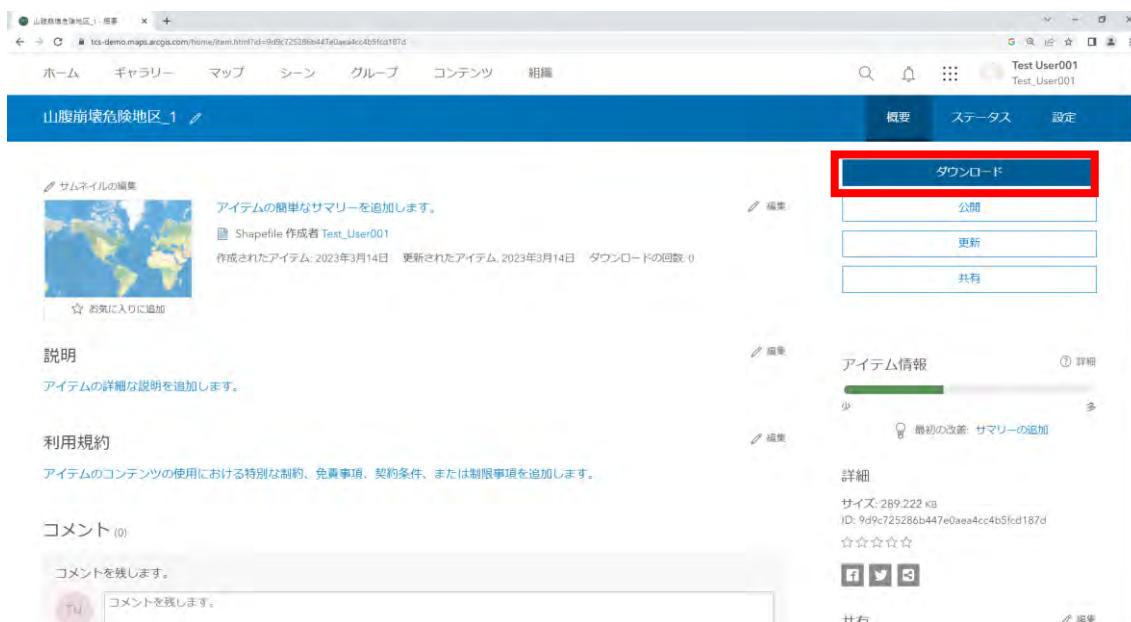 山腹崩壊危険地区_1 - 概要
tcs-demo.maps.arcgis.com/home/item.html?id=9d9c725286b447e0aea4cc4b5fcd187d
ホーム ギャラリー マップ シーン グループ コンテンツ 組織
Test User001
Test_User001
山腹崩壊危険地区_1
概要 ステータス 設定
ダウンロード
公開
更新
共有
サムネイルの編集
アイテムの簡単なサマリーを追加します。
編集
Shapefile 作成者 Test_User001
作成されたアイテム: 2023年3月14日 更新されたアイテム: 2023年3月14日 ダウンロードの回数: 0
お気に入りに追加
説明
編集
アイテムの詳細な説明を追加します。
利用規約
編集
アイテムのコンテンツの使用における特別な制約、免責事項、契約条件、または制限事項を追加します。
コメント (0)
コメントを残します。
TU
コメントを残します。
アイテム情報
詳細
少 多
最初の改善: サマリーの追加
詳細
サイズ: 289.222 KB
ID: 9d9c725286b447e0aea4cc4b5fcd187d
共有
編集